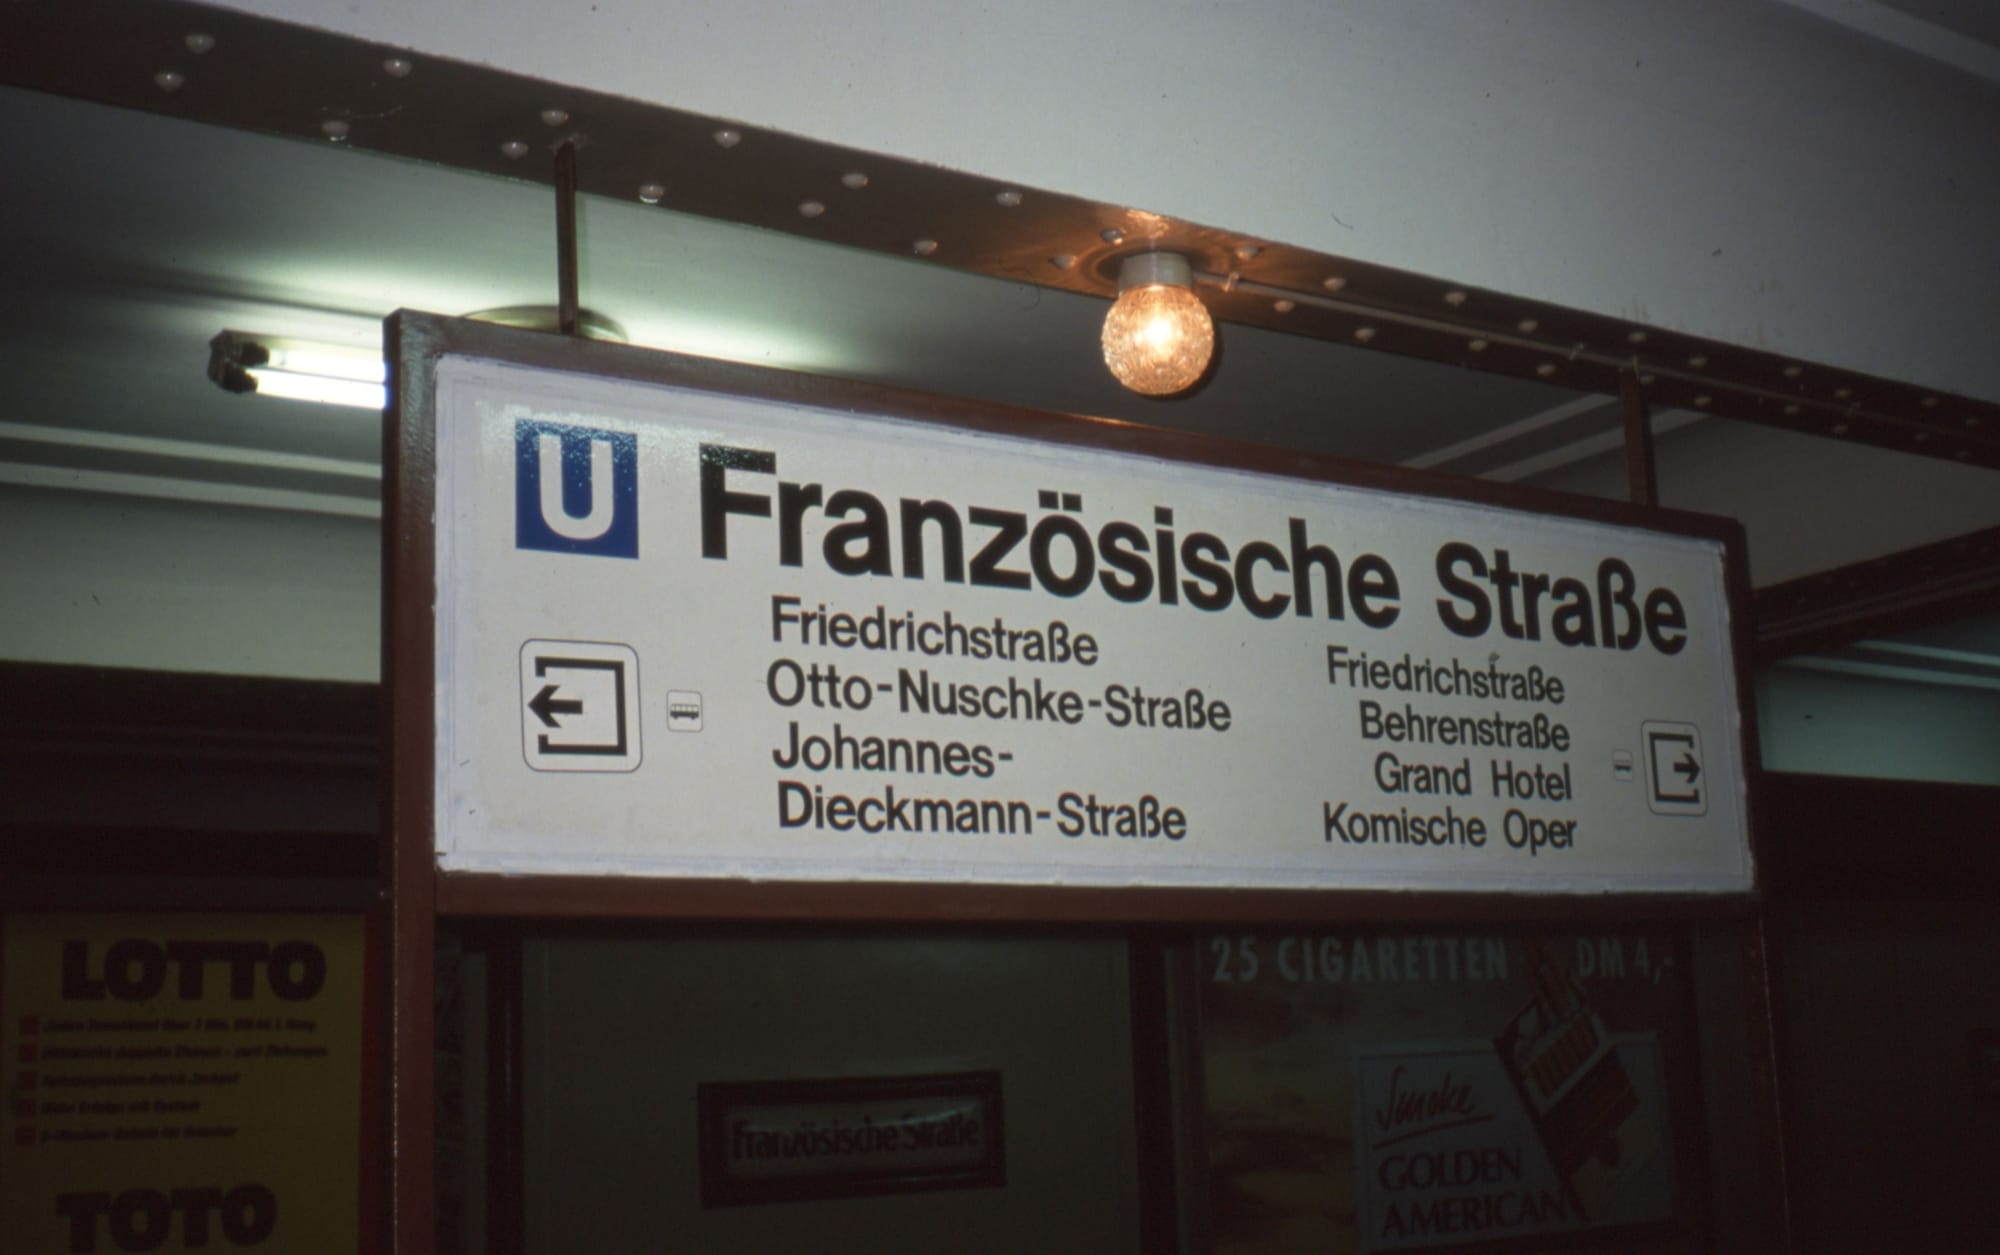 U Französische Straße
Friedrichstraße
Otto-Nuschke-Straße
Johannes-
Dieckmann-Straße
Friedrichstraße
Behrenstraße
Grand Hotel
Komische Oper
LOTTO
TOTO
Französische Straße
25 CIGARETTEN DM 4,-
Smoke
GOLDEN
AMERICAN